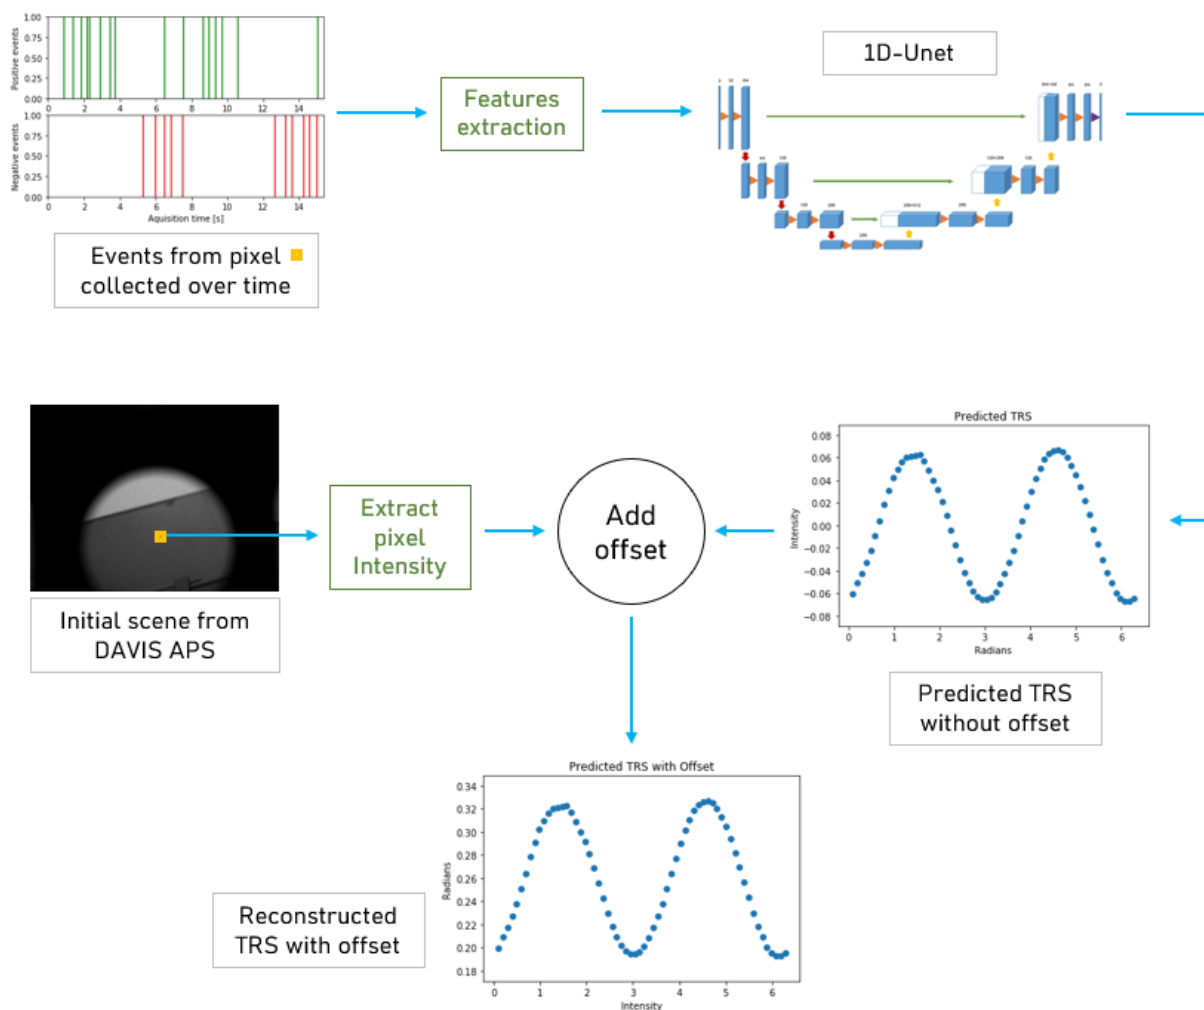 1.00
0.75
0.50
0.25
0.00
Positive events
0 2 4 6 8 10 12 14
1.00
0.75
0.50
0.25
0.00
Negative events
0 2 4 6 8 10 12 14
Aquisition time [s]
Events from pixel
collected over time
Features
extraction
1D-Unet
Initial scene from
DAVIS APS
Extract
pixel
Intensity
Add
offset
Predicted TRS
0.08
0.06
0.04
0.02
0.00
−0.02
−0.04
−0.06
−0.08
Intensity
0 1 2 3 4 5 6
Radians
Predicted TRS
without offset
Predicted TRS with Offset
0.34
0.32
0.30
0.28
0.26
0.24
0.22
0.20
0.18
Radians
0 1 2 3 4 5 6
Intensity
Reconstructed
TRS with offset